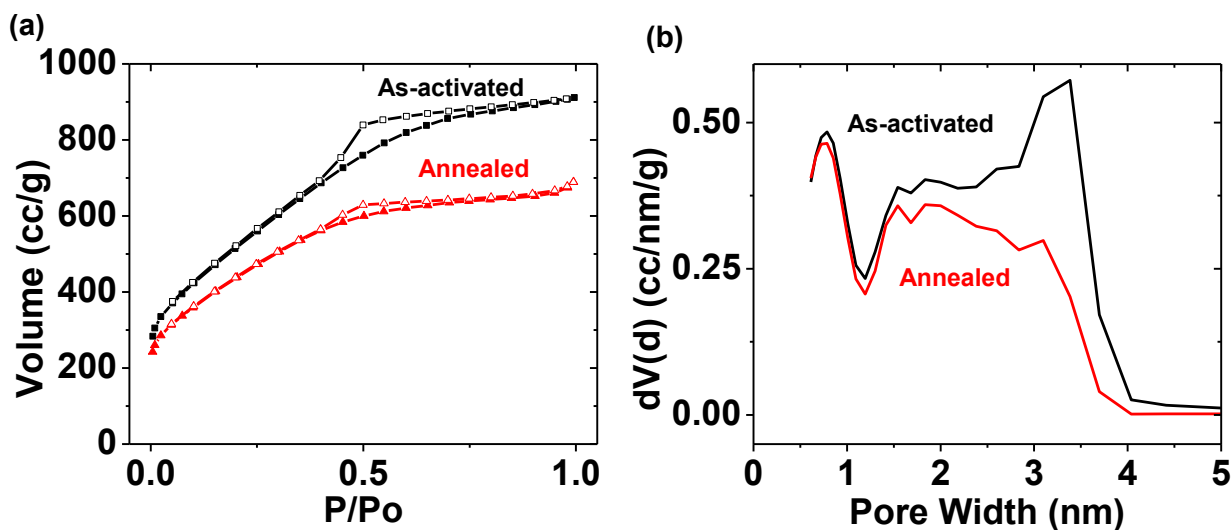 (a)
1000
800
600
400
200
0
Volume (cc/g)
As-activated
Annealed
0.0
0.5
1.0
P/Po
(b)
0.50
0.25
0.00
dV(d) (cc/nm/g)
As-activated
Annealed
0
1
2
3
4
5
Pore Width (nm)